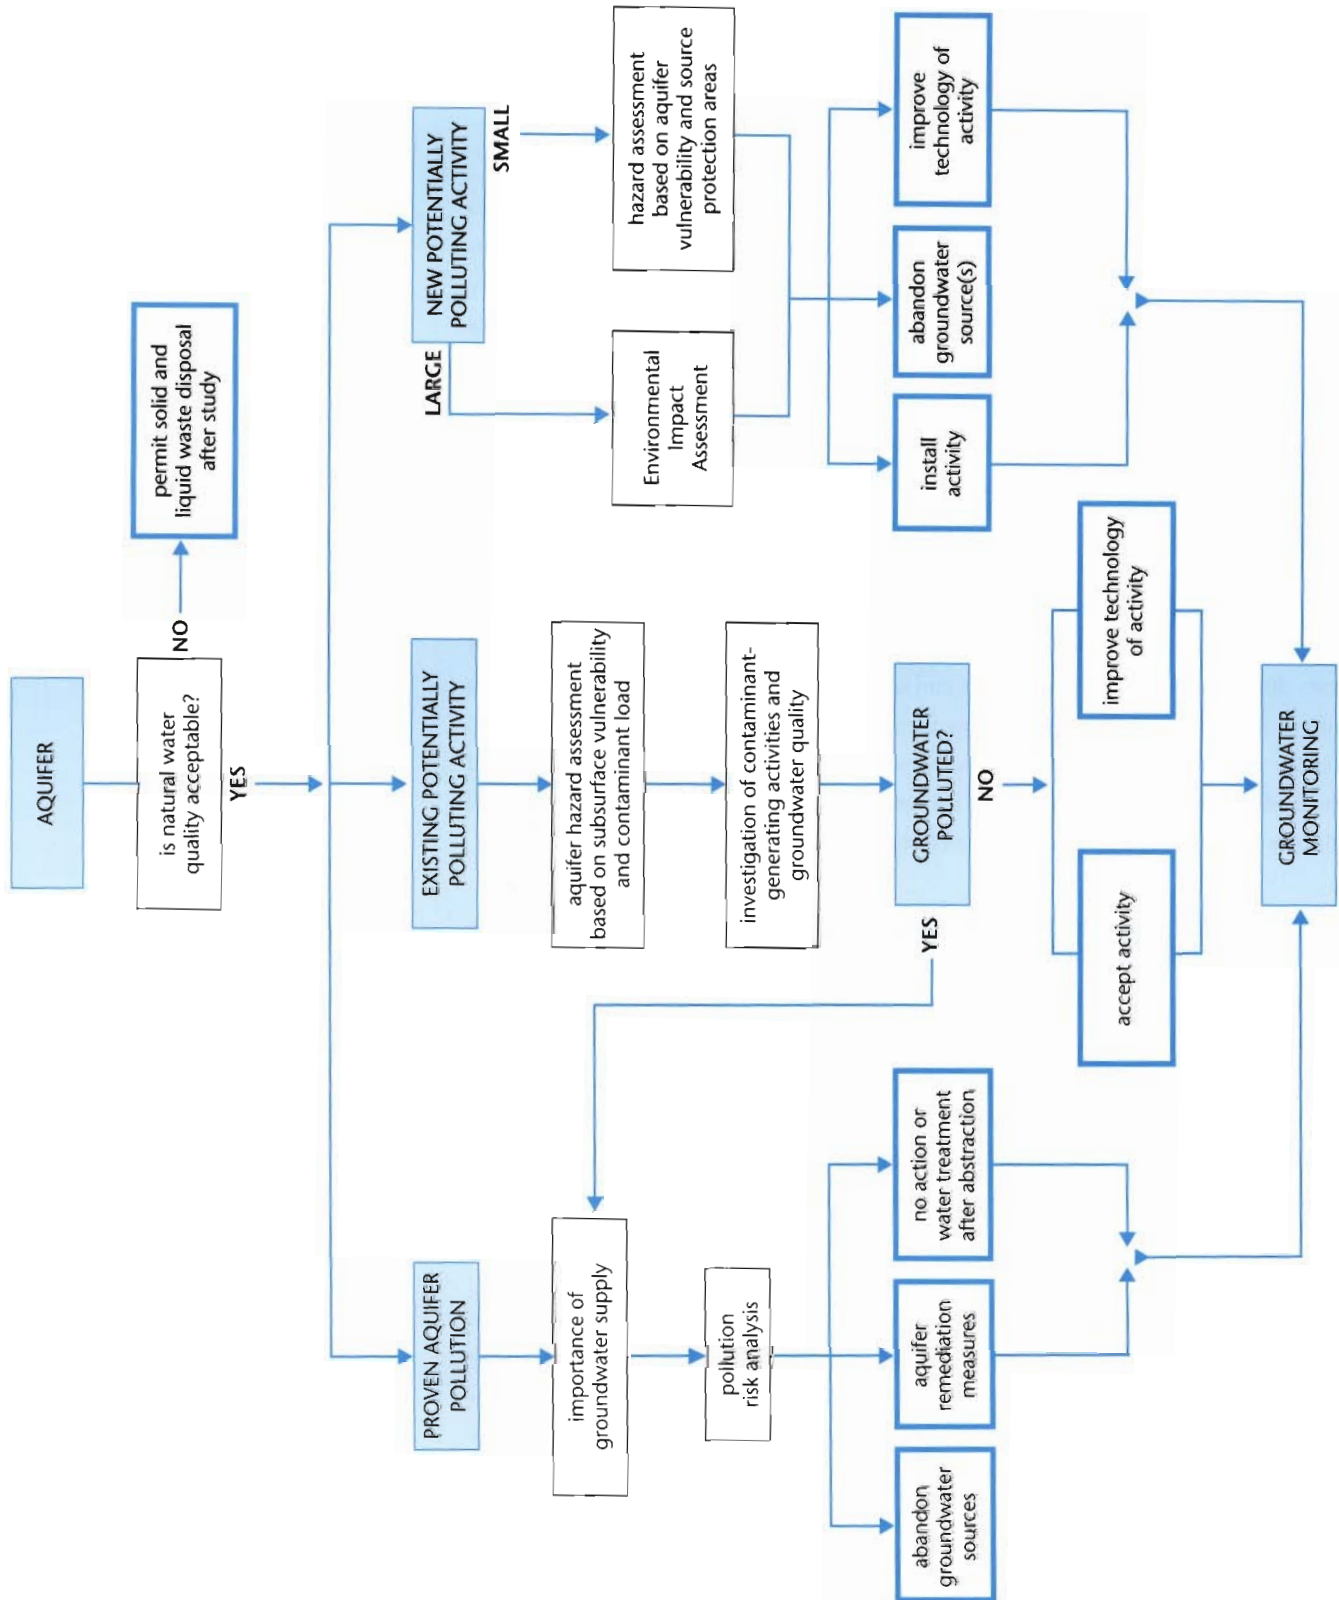 AQUIFER
is natural water
quality acceptable?
NO
permit solid and
liquid waste disposal
after study
YES
PROVEN AQUIFER
POLLUTION
EXISTING POTENTIALLY
POLLUTING ACTIVITY
NEW POTENTIALLY
POLLUTING ACTIVITY
LARGE
SMALL
importance of
groundwater supply
aquifer hazard assessment
based on subsurface vulnerability
and contaminant load
Environmental
Impact
Assessment
hazard assessment
based on aquifer
vulnerability and source
protection areas
pollution
risk analysis
investigation of contaminant-
generating activities and
groundwater quality
abandon
groundwater
sources
aquifer
remediation
measures
no action or
water treatment
after abstraction
YES
GROUNDWATER
POLLUTED?
NO
install
activity
abandon
groundwater
source(s)
improve
technology of
activity
accept activity
improve technology
of activity
GROUNDWATER
MONITORING